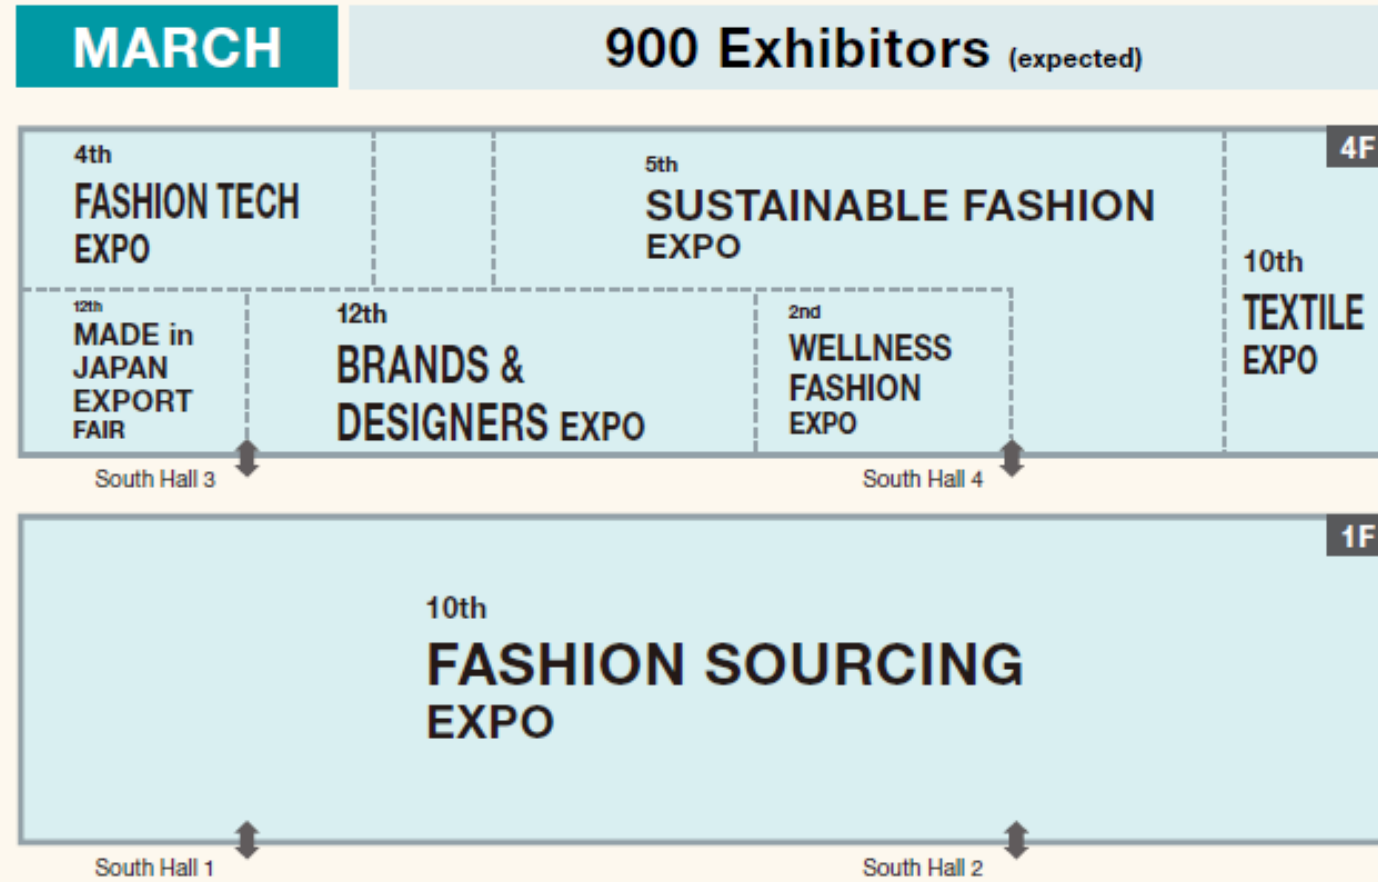 MARCH
900 Exhibitors (expected)
4F
4th
FASHION TECH
EXPO
5th
SUSTAINABLE FASHION
EXPO
10th
TEXTILE
EXPO
12th
MADE in
JAPAN
EXPORT
FAIR
12th
BRANDS &
DESIGNERS EXPO
2nd
WELLNESS
FASHION
EXPO
South Hall 3
South Hall 4
1F
10th
FASHION SOURCING
EXPO
South Hall 1
South Hall 2